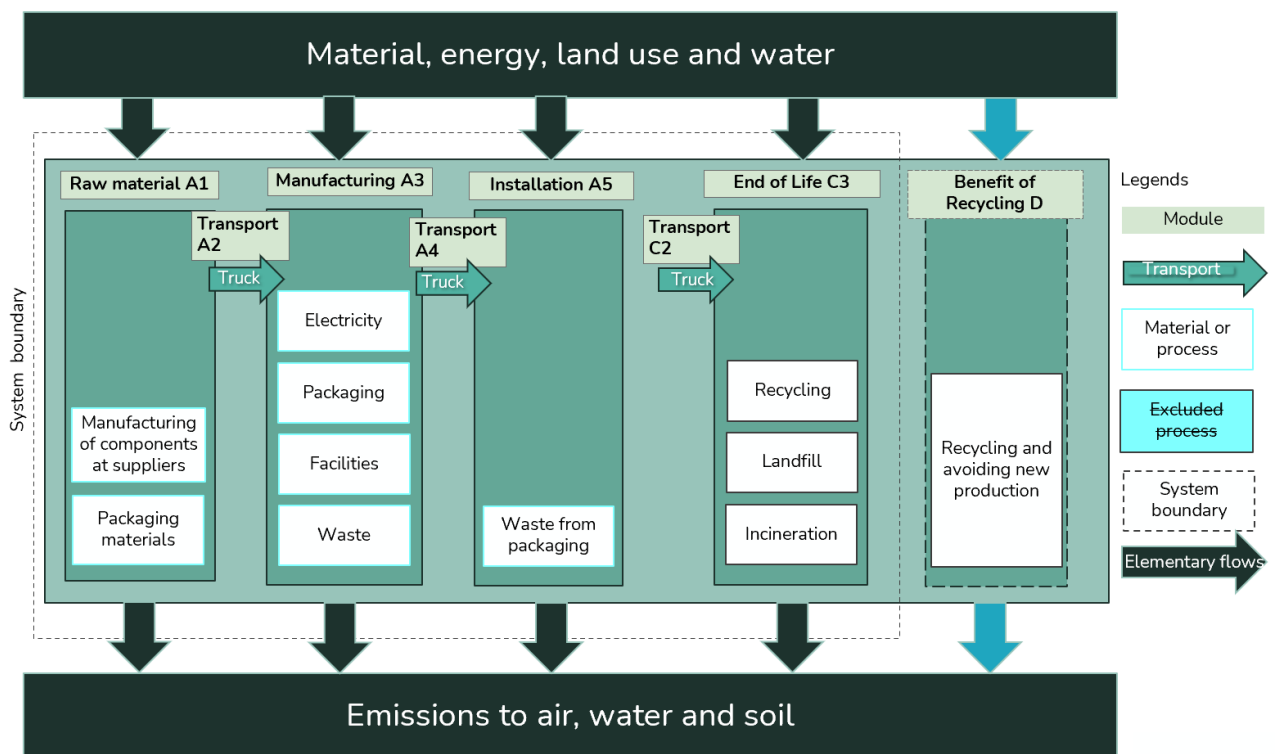 Material, energy, land use and water
Raw material A1
Manufacturing A3
Installation A5
End of Life C3
Benefit of
Recycling D
Legends
Module
Transport
A2
Truck
Transport
A4
Truck
Transport
C2
Truck
Transport
System boundary
Electricity
Packaging
Facilities
Waste
Manufacturing
of components
at suppliers
Packaging
materials
Waste from
packaging
Recycling
Landfill
Incineration
Recycling and
avoiding new
production
Material or
process
Excluded
process
System
boundary
Elementary flows
Emissions to air, water and soil